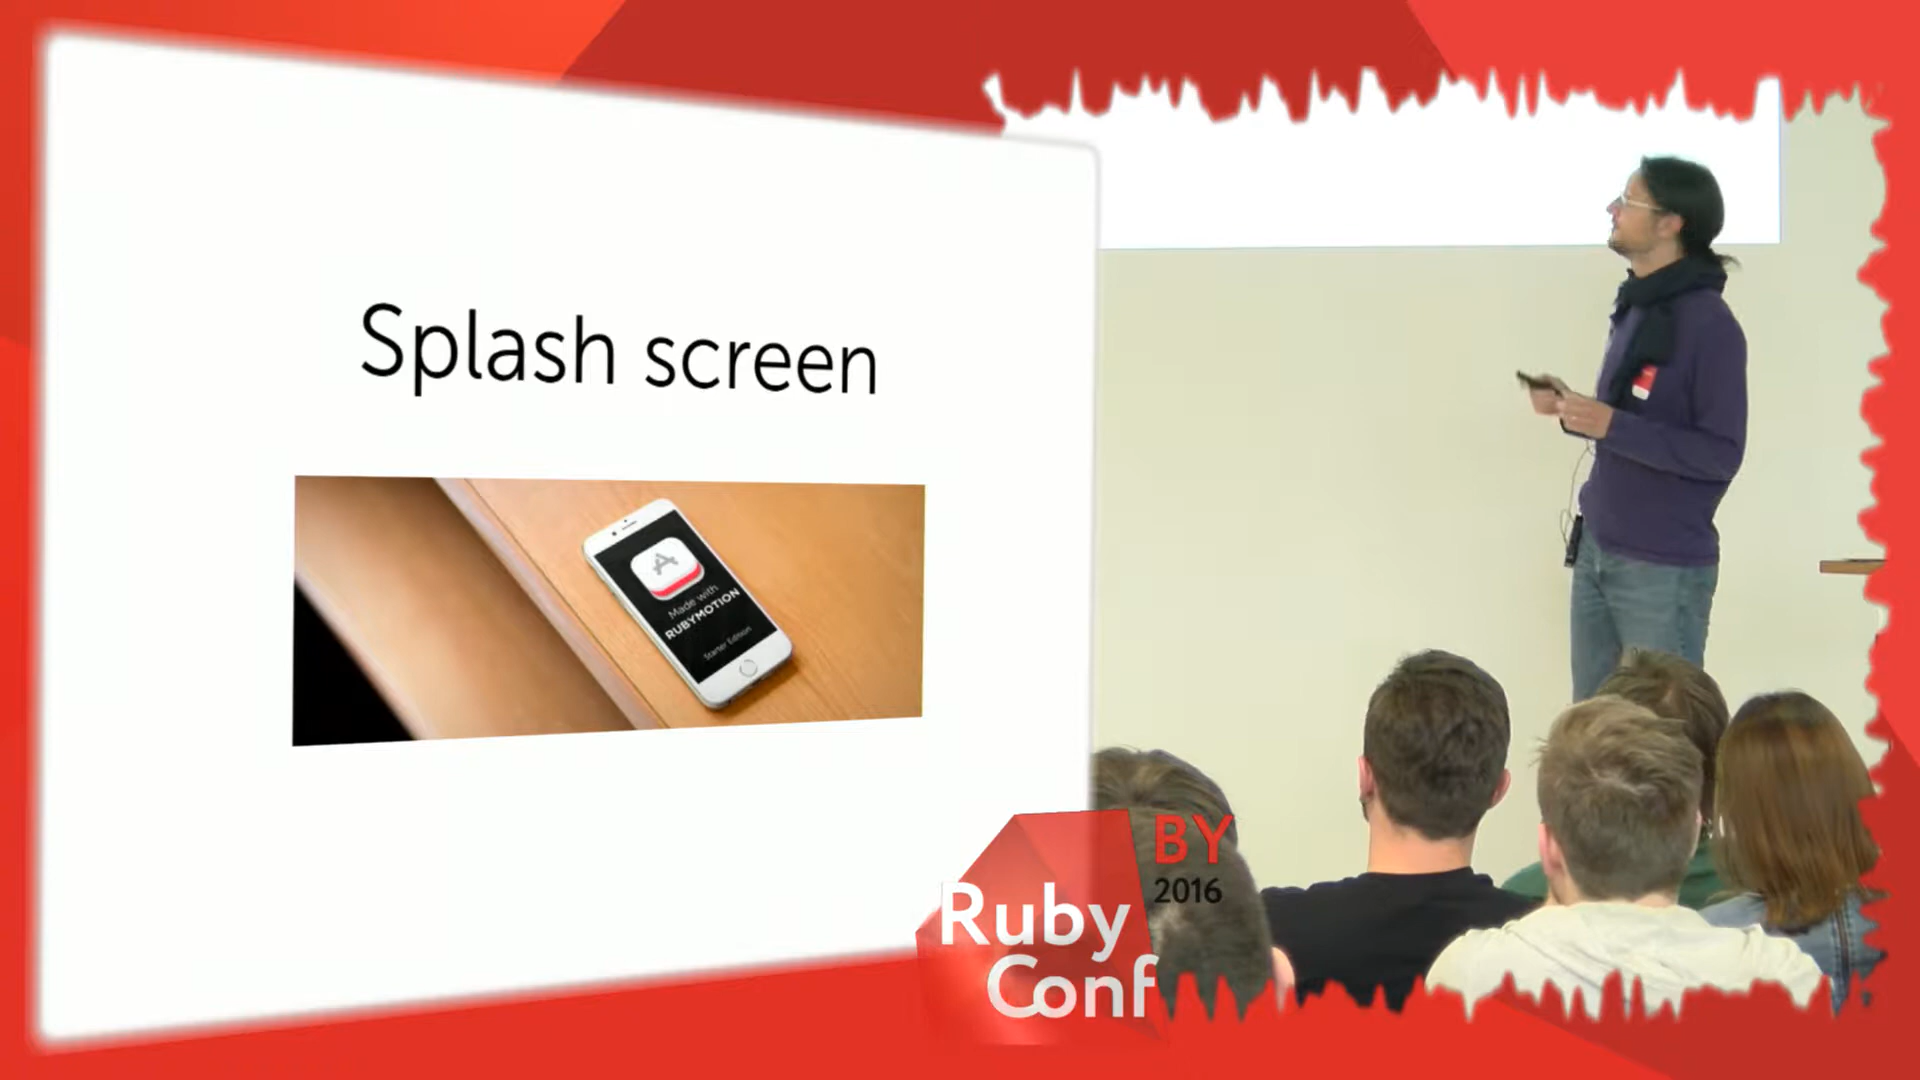 Splash screen
Made with
RUBYMOTION
Starter Edition
BY
2016
Ruby
Conf